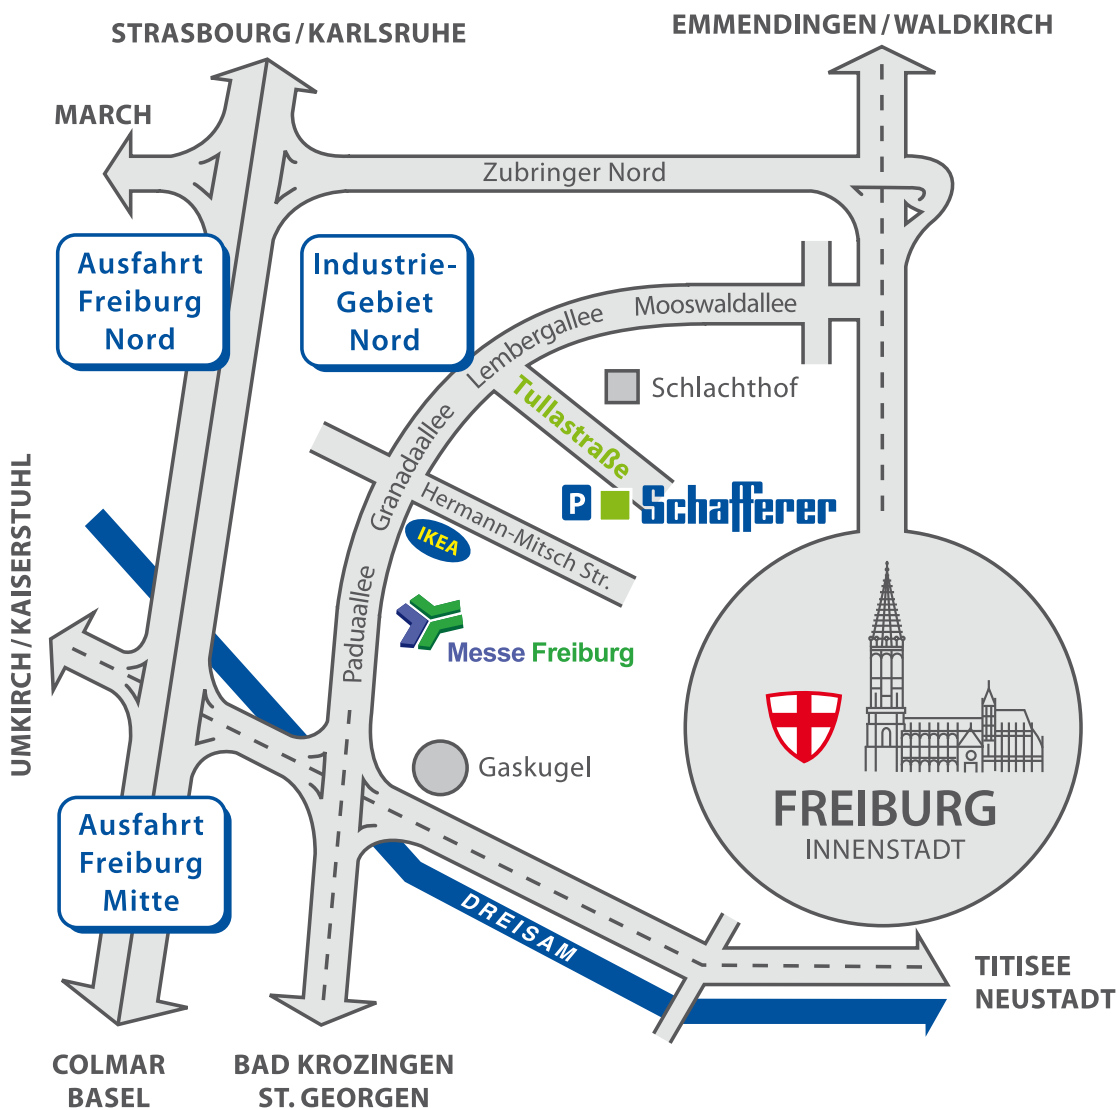 STRASBOURG / KARLSRUHE
EMMENDINGEN / WALDKIRCH
MARCH
Zubringer Nord
Ausfahrt
Freiburg
Nord
Industrie-
Gebiet
Nord
Mooswaldallee
Lembergallee
Schlachthof
Tullastraße
Granadaallee
Hermann-Mitsch Str.
P
Schafferer
IKEA
UMKIRCH / KAISERSTUHL
Paduaallee
Messe Freiburg
Gaskugel
FREIBURG
INNENSTADT
Ausfahrt
Freiburg
Mitte
DREISAM
TITISEE
NEUSTADT
COLMAR
BASEL
BAD KROZINGEN
ST. GEORGEN